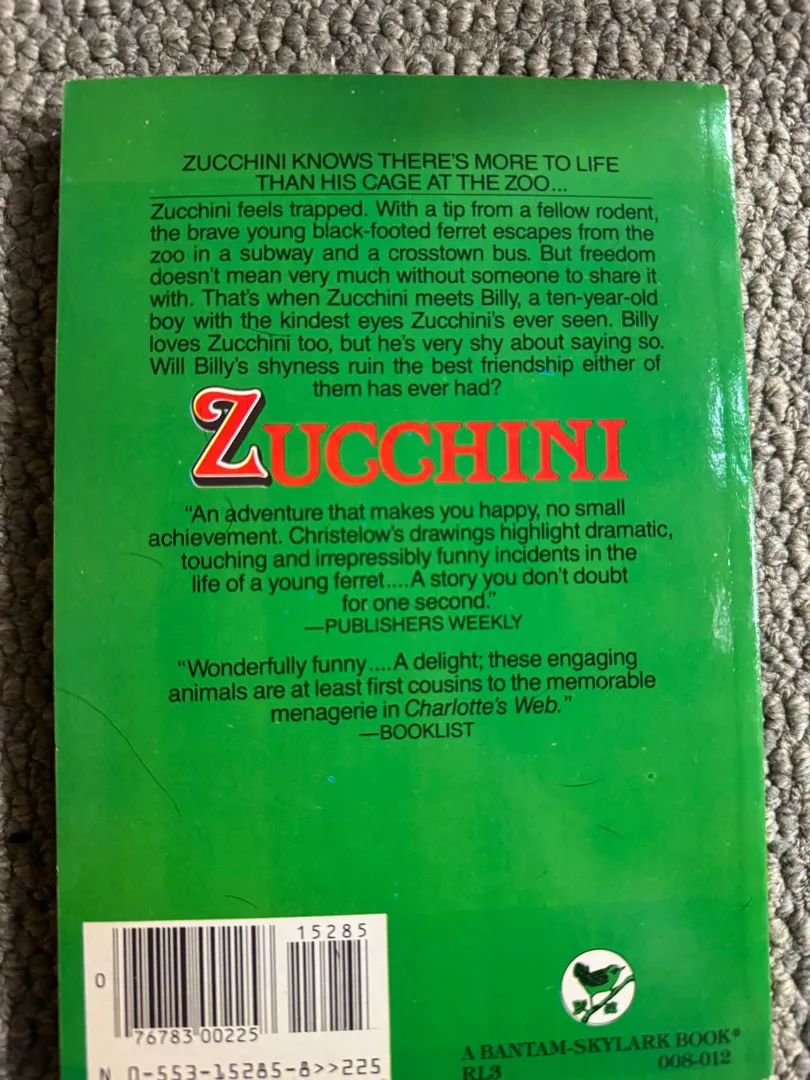 ZUCCHINI KNOWS THERE'S MORE TO LIFE
THAN HIS CAGE AT THE ZOO...
Zucchini feels trapped. With a tip from a fellow rodent,
the brave young black-footed ferret escapes from the
zoo in a subway and a crosstown bus. But freedom
doesn't mean very much without someone to share it
with. That's when Zucchini meets Billy, a ten-year-old
boy with the kindest eyes Zucchini's ever seen. Billy
loves Zucchini too, but he's very shy about saying so.
Will Billy's shyness ruin the best friendship either of
them has ever had?
ZUCCHINI
“An adventure that makes you happy, no small
achievement. Christelow's drawings highlight dramatic,
touching and irrepressibly funny incidents in the
life of a young ferret....A story you don't doubt
for one second.”
—PUBLISHERS WEEKLY
“Wonderfully funny....A delight; these engaging
animals are at least first cousins to the memorable
menagerie in Charlotte's Web.”
—BOOKLIST
15285
0
76783 00225
N 0-553-15285-8>>225
A BANTAM-SKYLARK BOOK®
RL3 008-012